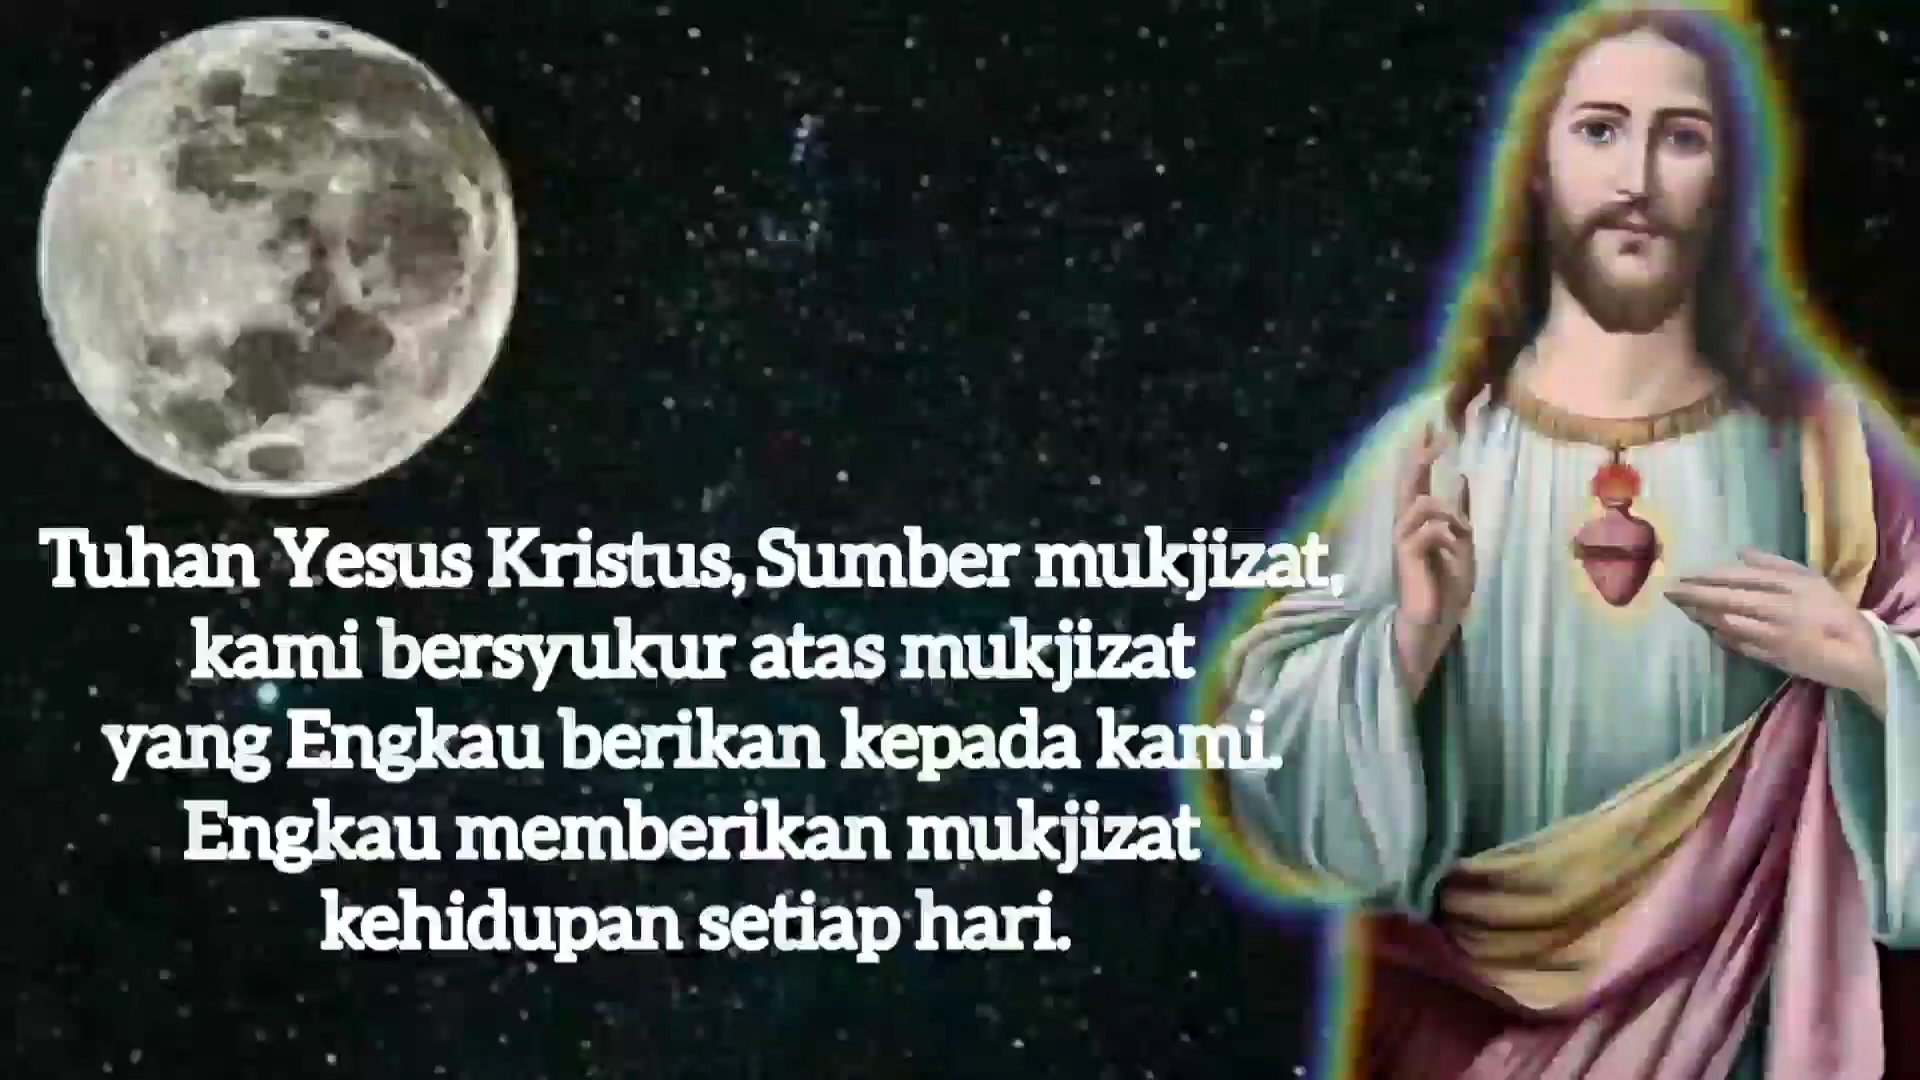 Tuhan Yesus Kristus, Sumber mukjizat,
kami bersyukur atas mukjizat
yang Engkau berikan kepada kami.
Engkau memberikan mukjizat
kehidupan setiap hari.